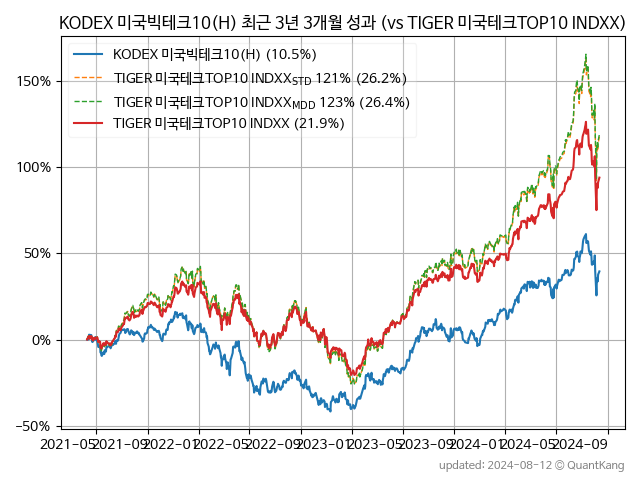 KODEX 미국빅테크10(H) 최근 3년 3개월 성과 (vs TIGER 미국테크TOP10 INDXX)
KODEX 미국빅테크10(H) (10.5%)
TIGER 미국테크TOP10 INDXX_STD 121% (26.2%)
TIGER 미국테크TOP10 INDXX_MDD 123% (26.4%)
TIGER 미국테크TOP10 INDXX (21.9%)
150%
100%
50%
0%
−50%
2021-05 2021-09 2022-01 2022-05 2022-09 2023-01 2023-05 2023-09 2024-01 2024-05 2024-09
updated: 2024-08-12 © QuantKang